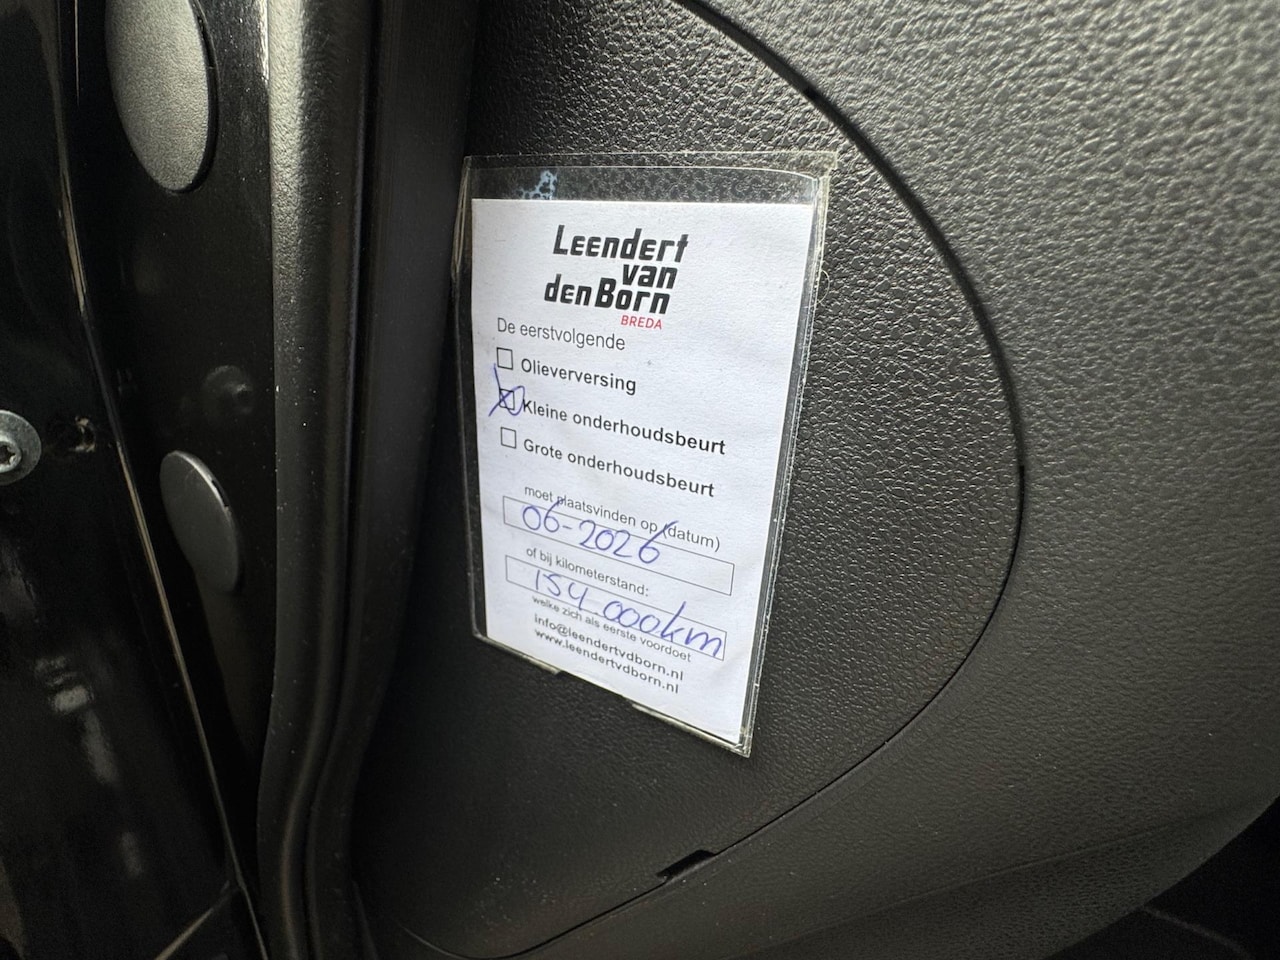 Leendert
van
den Born
BREDA
De eerstvolgende
Olieverversing
Kleine onderhoudsbeurt
Grote onderhoudsbeurt
moet plaatsvinden op (datum)
06-2026
of bij kilometerstand:
154.000km
welke zich als eerste voordoet
info@leendertvdborn.nl
www.leendertvdborn.nl